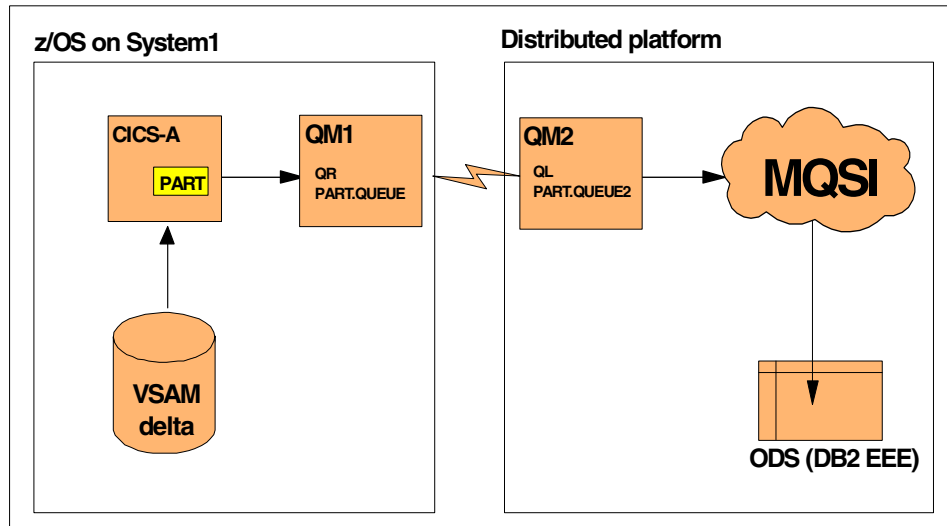 z/OS on System1
Distributed platform
CICS-A
PART
QM1
QR
PART.QUEUE
QM2
QL
PART.QUEUE2
MQSI
VSAM
delta
ODS (DB2 EEE)